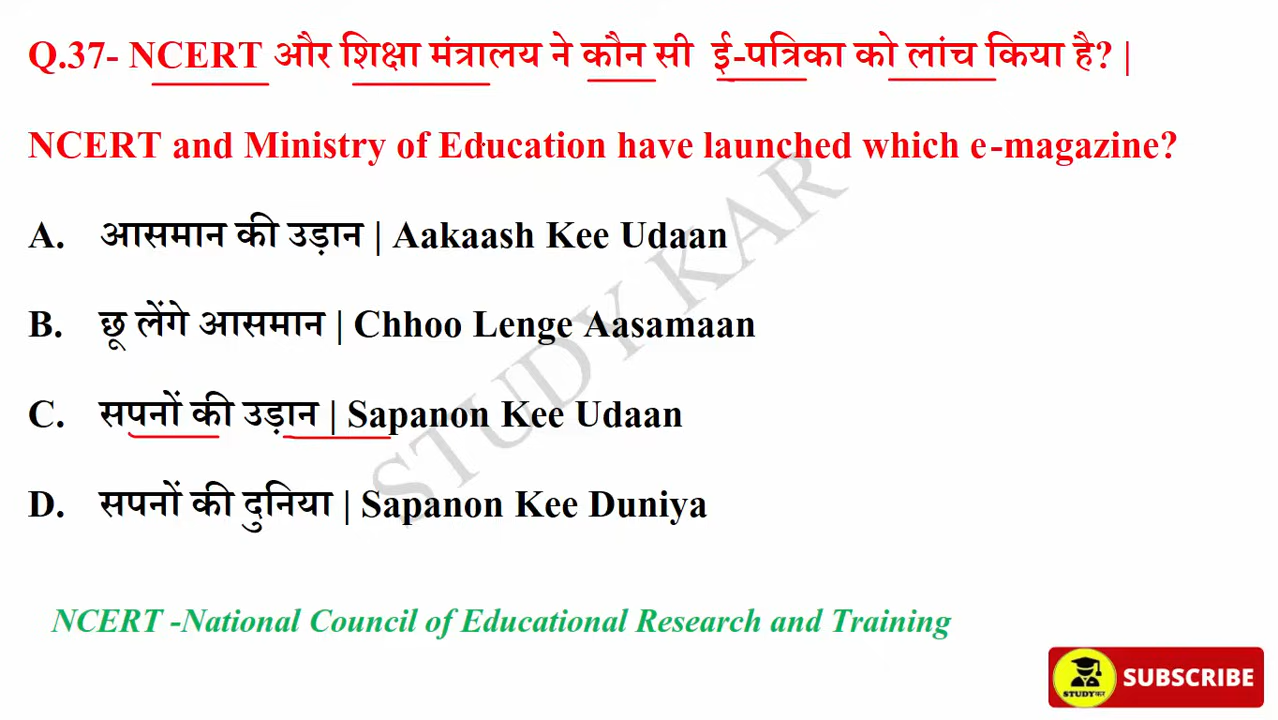 Q.37- NCERT और शिक्षा मंत्रालय ने कौन सी ई-पत्रिका को लांच किया है? |
NCERT and Ministry of Education have launched which e-magazine?
A. आसमान की उड़ान | Aakaash Kee Udaan
B. छू लेंगे आसमान | Chhoo Lenge Aasamaan
C. सपनों की उड़ान | Sapanon Kee Udaan
D. सपनों की दुनिया | Sapanon Kee Duniya
STUDY KAR
NCERT -National Council of Educational Research and Training
STUDYकर
SUBSCRIBE